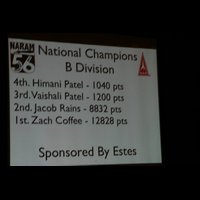 NARAM
56
National Champions
B Division
4th. Himani Patel - 1040 pts
3rd. Vaishali Patel - 1200 pts
2nd. Jacob Rains - 8832 pts
1st. Zach Coffee - 12828 pts
Sponsored By Estes